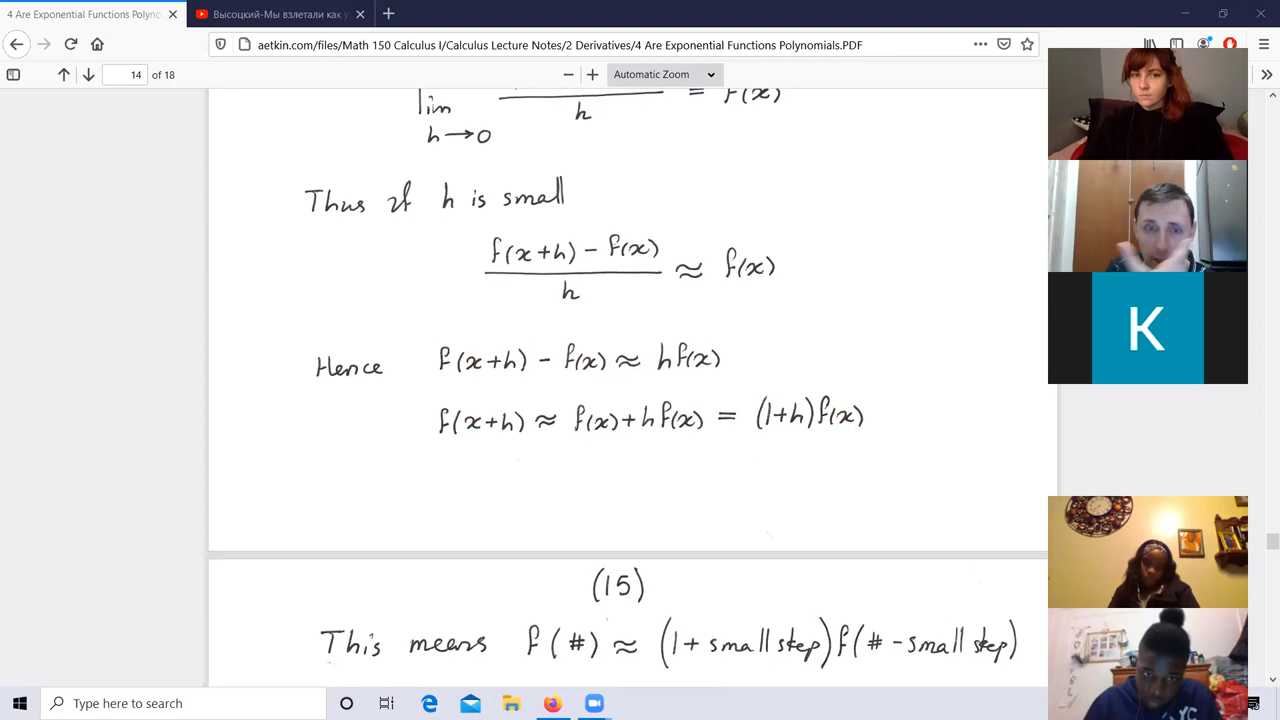 4 Are Exponential Functions Polyno
Высоцкий-Мы взлетали как у
aetkin.com/files/Math 150 Calculus I/Calculus Lecture Notes/2 Derivatives/4 Are Exponential Functions Polynomials.PDF
14 of 18
Automatic Zoom
lim h→0 h = f(x)
Thus if h is small
f(x+h) - f(x) / h ≈ f(x)
Hence f(x+h) - f(x) ≈ hf(x)
f(x+h) ≈ f(x)+hf(x) = (1+h)f(x)
(15)
This means f(#) ≈ (1+ small step)f(# - small step)
K
Type here to search